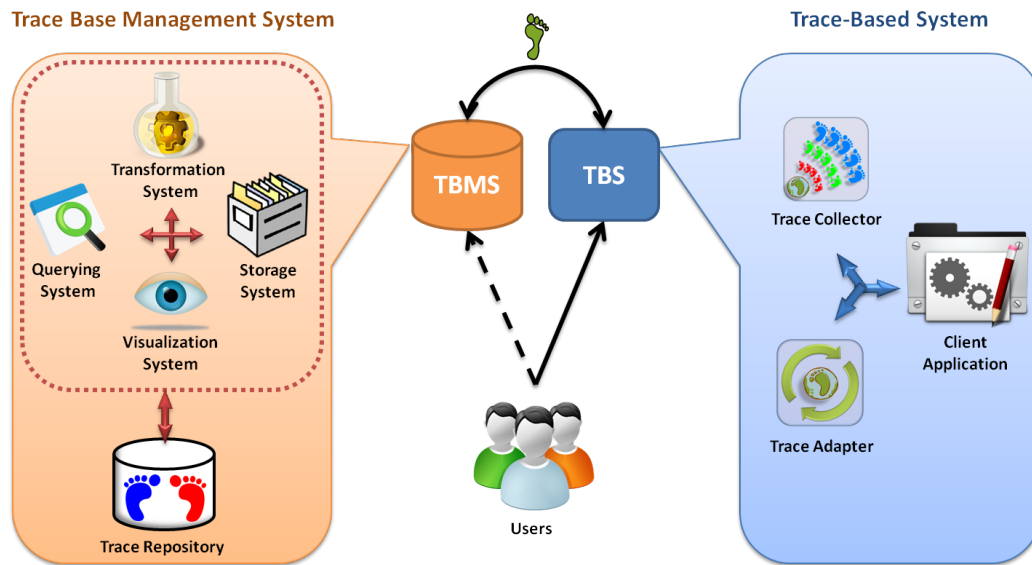 Trace Base Management System
Trace-Based System
Transformation
System
Querying
System
Storage
System
Visualization
System
Trace Repository
TBMS
TBS
Users
Trace Collector
Client
Application
Trace Adapter